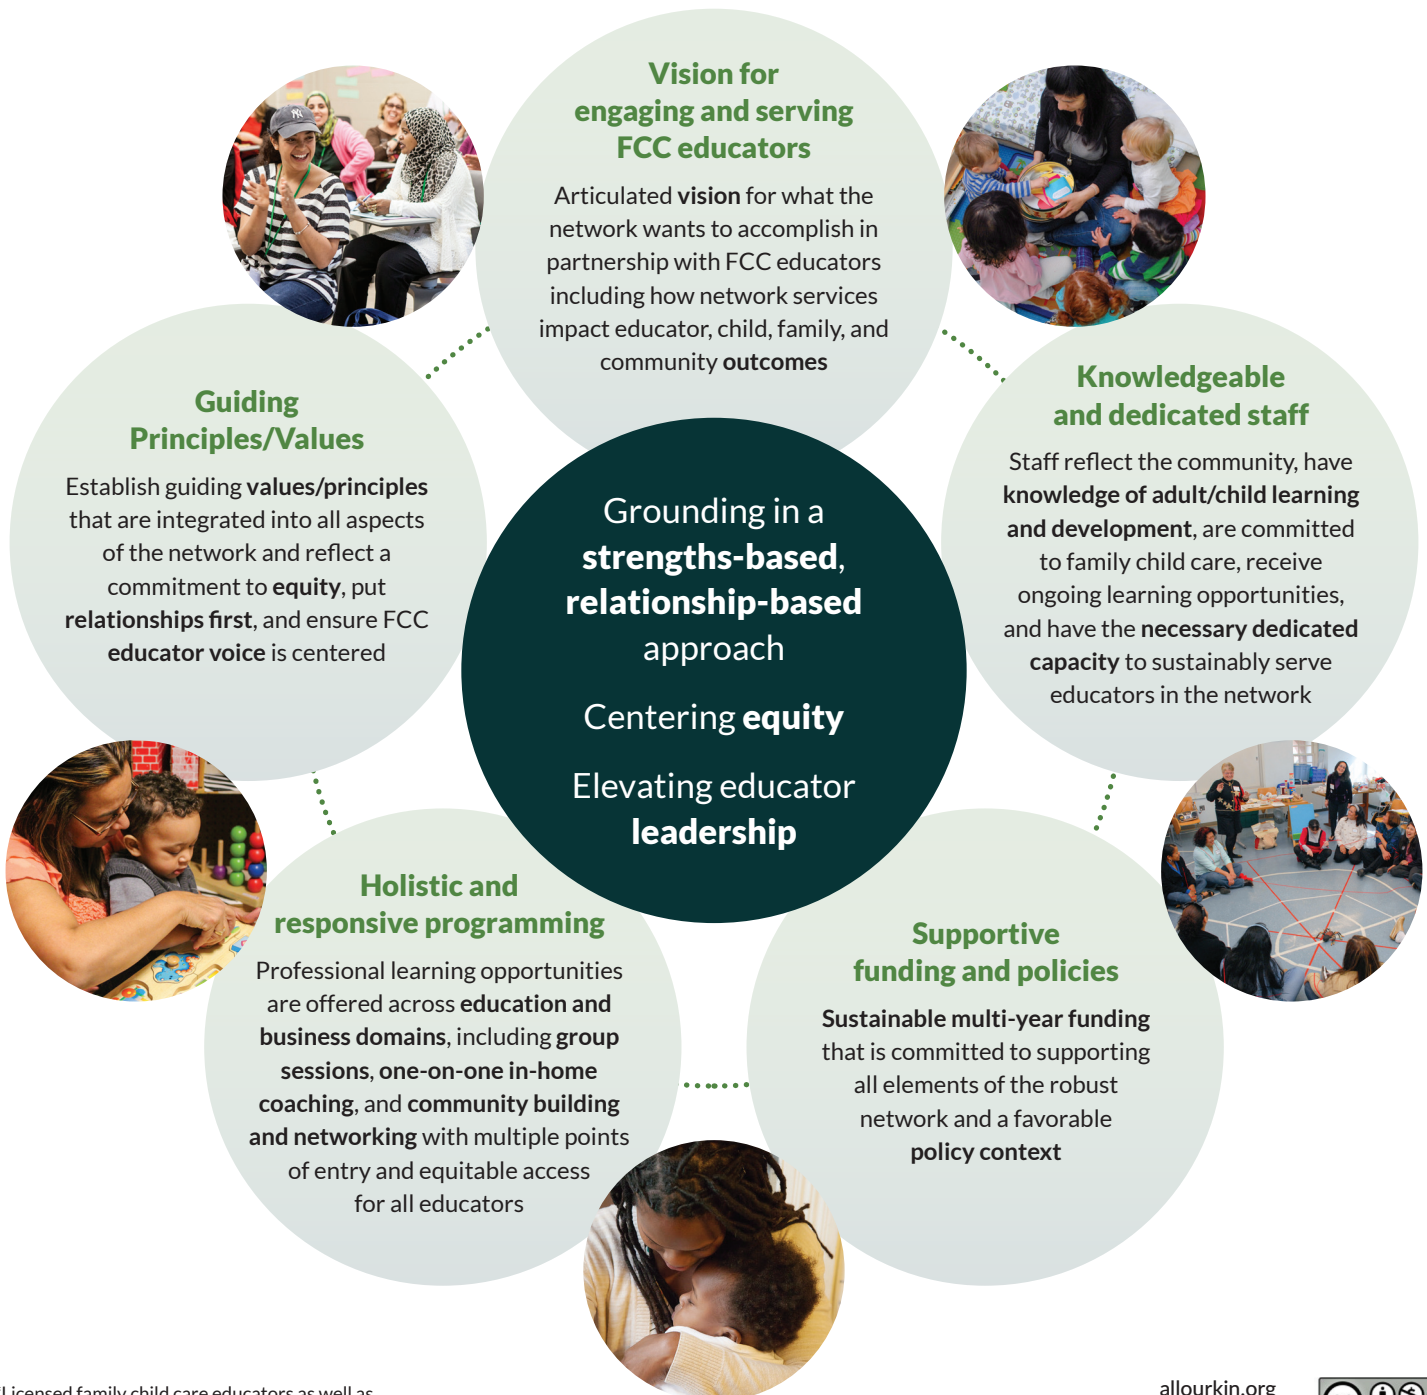 Vision for
engaging and serving
FCC educators
Articulated vision for what the
network wants to accomplish in
partnership with FCC educators
including how network services
impact educator, child, family, and
community outcomes
Guiding
Principles/Values
Establish guiding values/principles
that are integrated into all aspects
of the network and reflect a
commitment to equity, put
relationships first, and ensure FCC
educator voice is centered
Knowledgeable
and dedicated staff
Staff reflect the community, have
knowledge of adult/child learning
and development, are committed
to family child care, receive
ongoing learning opportunities,
and have the necessary dedicated
capacity to sustainably serve
educators in the network
Grounding in a
strengths-based,
relationship-based
approach
Centering equity
Elevating educator
leadership
Holistic and
responsive programming
Professional learning opportunities
are offered across education and
business domains, including group
sessions, one-on-one in-home
coaching, and community building
and networking with multiple points
of entry and equitable access
for all educators
Supportive
funding and policies
Sustainable multi-year funding
that is committed to supporting
all elements of the robust
network and a favorable
policy context
Licensed family child care educators as well as
allourkin.org